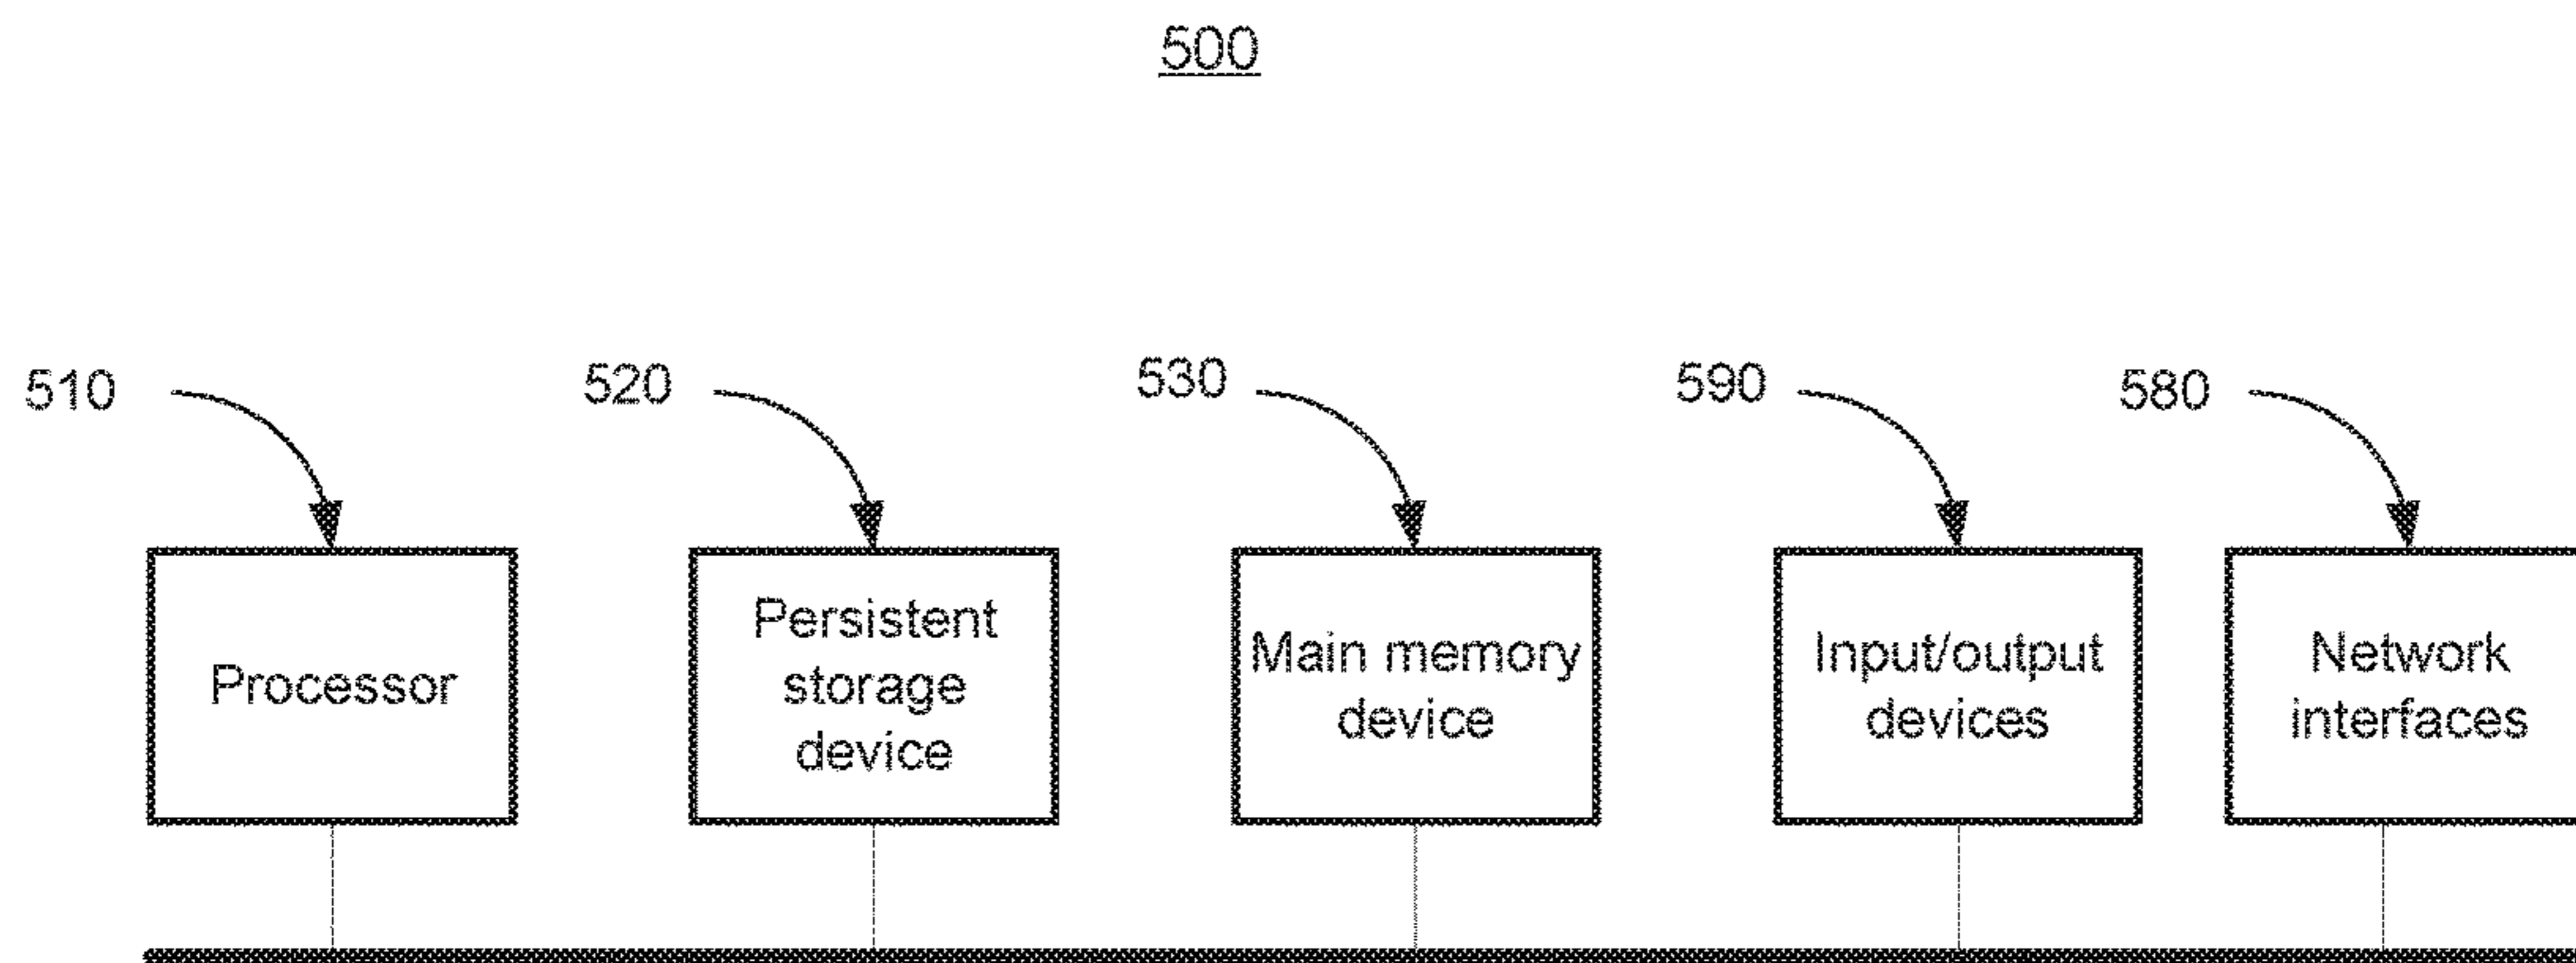 500
510
520
530
590
580
Processor
Persistent
storage
device
Main memory
device
Input/output
devices
Network
interfaces